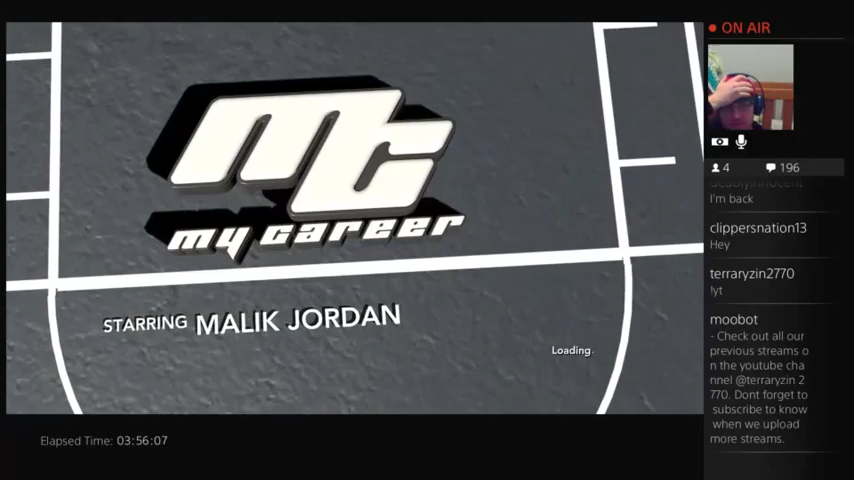 ON AIR
4
196
I'm back
MC
my career
clippersnation13
Hey
terraryzin2770
!yt
STARRING MALIK JORDAN
moobot
- Check out all our
previous streams o
n the youtube cha
nnel @terraryzin 2
770. Dont forget to
subscribe to know
when we upload
more streams.
Loading.
Elapsed Time: 03:56:07